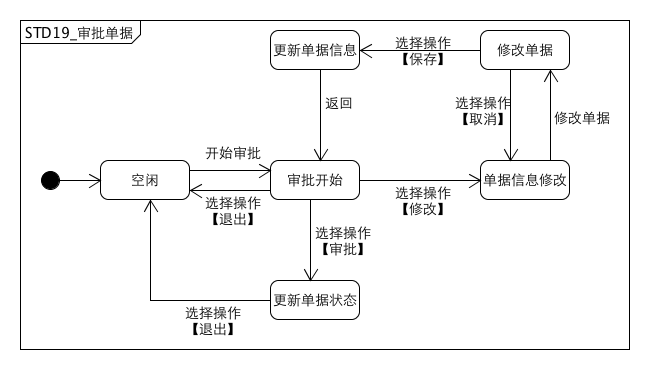 STD19_审批单据
更新单据信息
选择操作
【保存】
修改单据
返回
选择操作
【取消】
修改单据
开始审批
空闲
审批开始
单据信息修改
选择操作
【退出】
选择操作
【修改】
选择操作
【审批】
更新单据状态
选择操作
【退出】